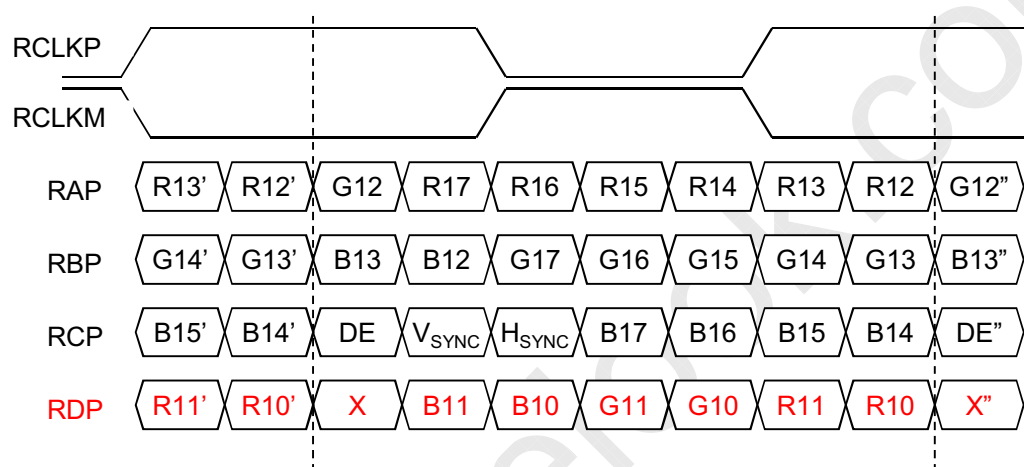 RCLKP
RCLKM
RAP R13’ R12’ G12 R17 R16 R15 R14 R13 R12 G12”
RBP G14’ G13’ B13 B12 G17 G16 G15 G14 G13 B13”
RCP B15’ B14’ DE VSYNC HSYNC B17 B16 B15 B14 DE”
RDP R11’ R10’ X B11 B10 G11 G10 R11 R10 X”